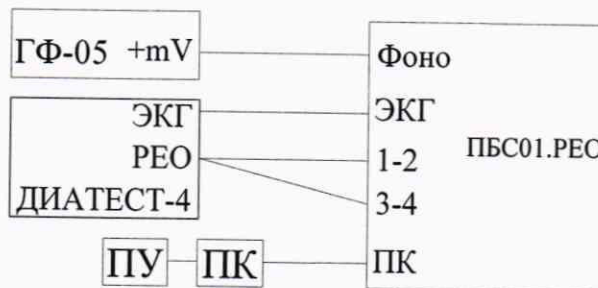 ГФ-05 +mV
Фоно
ЭКГ
ЭКГ
РЕО
1-2
ПБС01.РЕО
ДИАТЕСТ-4
3-4
ПУ
ПК
ПК